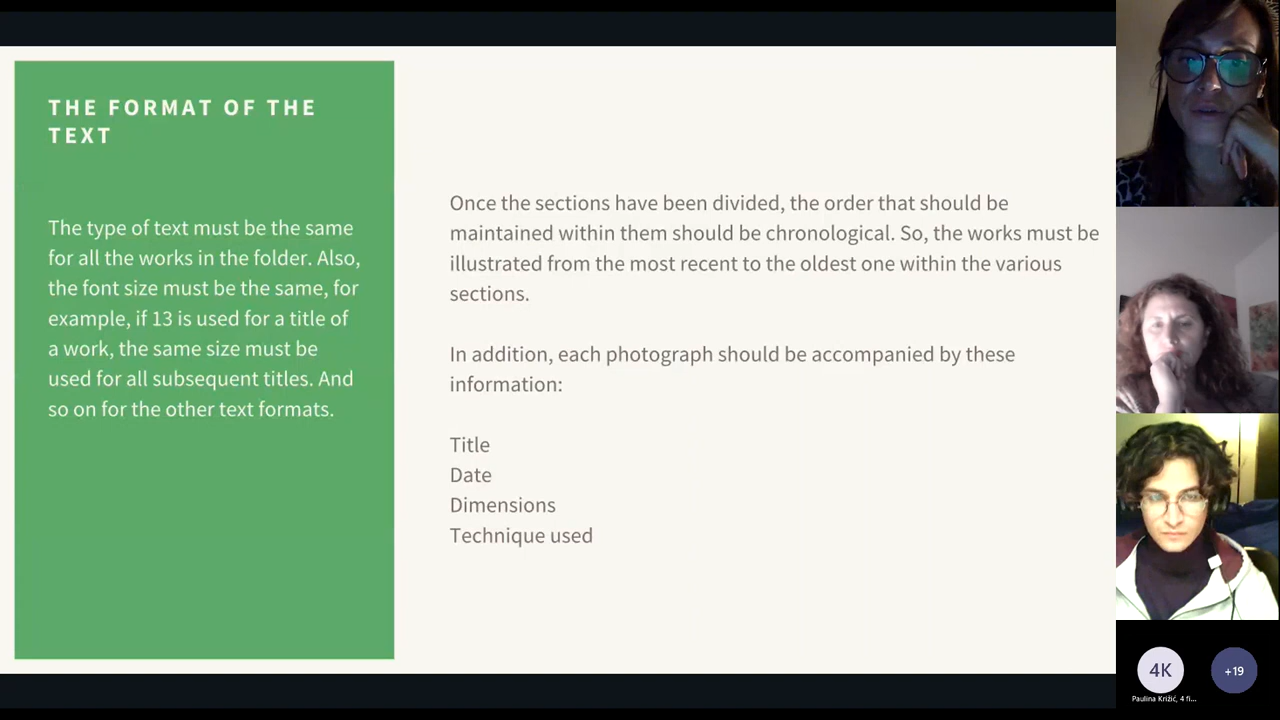 THE FORMAT OF THE
TEXT
The type of text must be the same
for all the works in the folder. Also,
the font size must be the same, for
example, if 13 is used for a title of
a work, the same size must be
used for all subsequent titles. And
so on for the other text formats.
Once the sections have been divided, the order that should be
maintained within them should be chronological. So, the works must be
illustrated from the most recent to the oldest one within the various
sections.
In addition, each photograph should be accompanied by these
information:
Title
Date
Dimensions
Technique used
4K
+19
Paulina Križić, 4 fi...